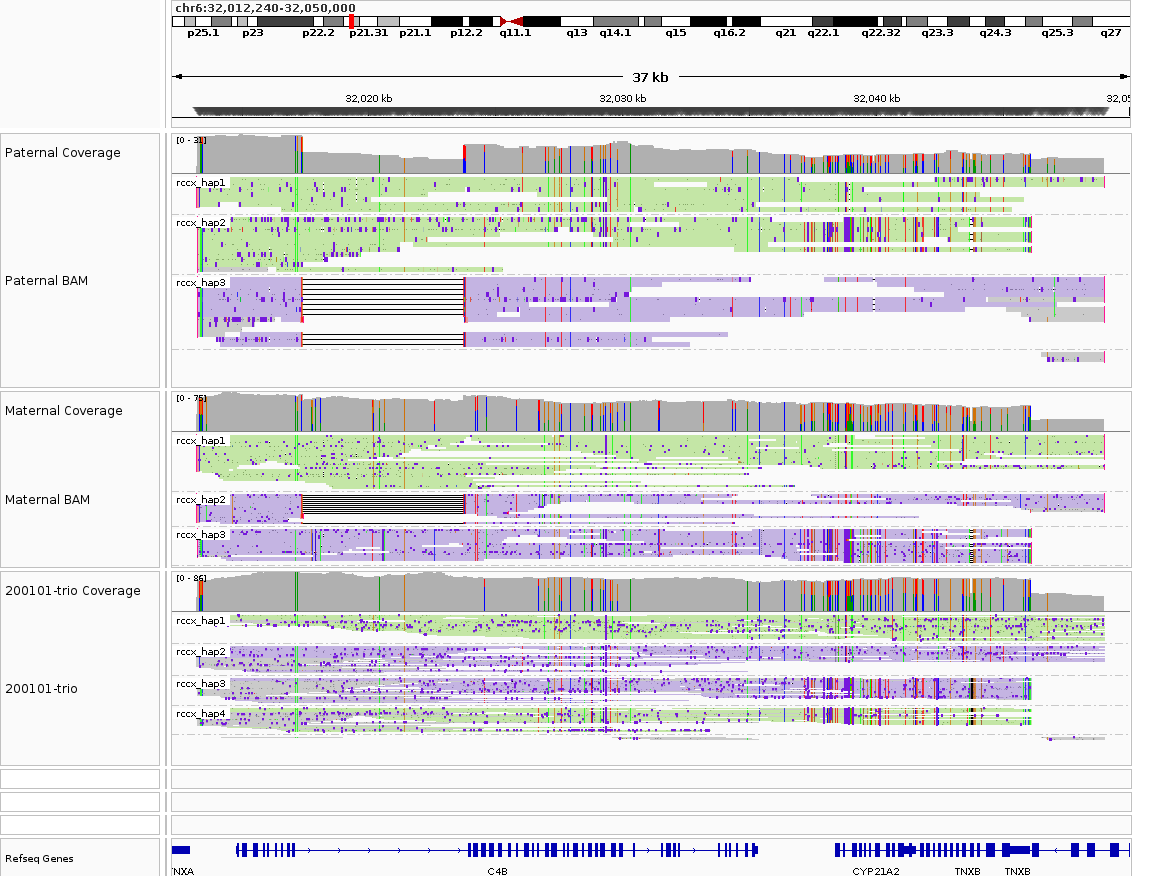 chr6:32,012,240-32,050,000
p25.1 p23 p22.2 p21.31 p21.1 p12.2 q11.1 q13 q14.1 q15 q16.2 q21 q22.1 q22.32 q23.3 q24.3 q25.3 q27
37 kb
32,020 kb 32,030 kb 32,040 kb 32,05
Paternal Coverage
[0 - 31]
rccx_hap1
rccx_hap2
Paternal BAM
rccx_hap3
Maternal Coverage
[0 - 75]
rccx_hap1
Maternal BAM
rccx_hap2
rccx_hap3
200101-trio Coverage
[0 - 86]
rccx_hap1
rccx_hap2
200101-trio
rccx_hap3
rccx_hap4
Refseq Genes
NXA C4B CYP21A2 TNXB TNXB